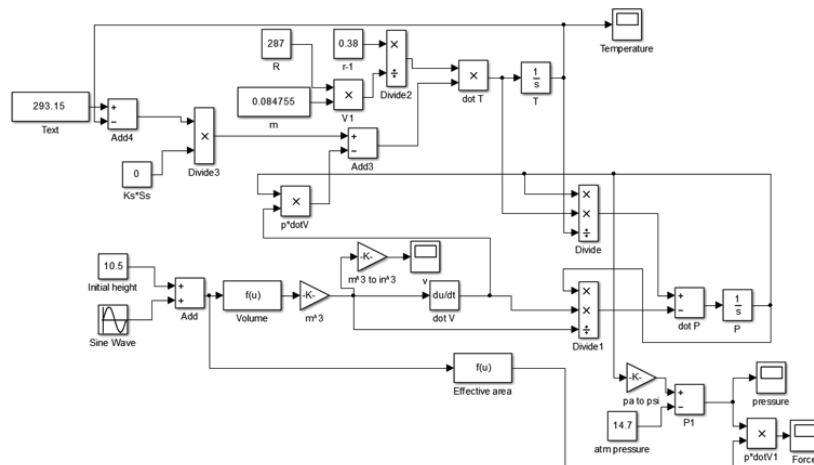 Temperature
287
R
0.38
r-1
×
÷
Divide2
×
dot T
1
s
T
293.15
Text
+
−
Add4
0.084755
m
×
V1
×
Divide3
+
−
Add3
0
Ks*Ss
×
p*dotV
×
×
÷
Divide
-K-
m^3 to in^3
v
10.5
Initial height
+
+
Add
f(u)
Volume
-K-
m^3
du/dt
dot V
×
×
÷
Divide1
+
−
dot P
1
s
P
Sine Wave
f(u)
Effective area
-K-
pa to psi
+
−
P1
pressure
14.7
atm pressure
×
p*dotV1
Force